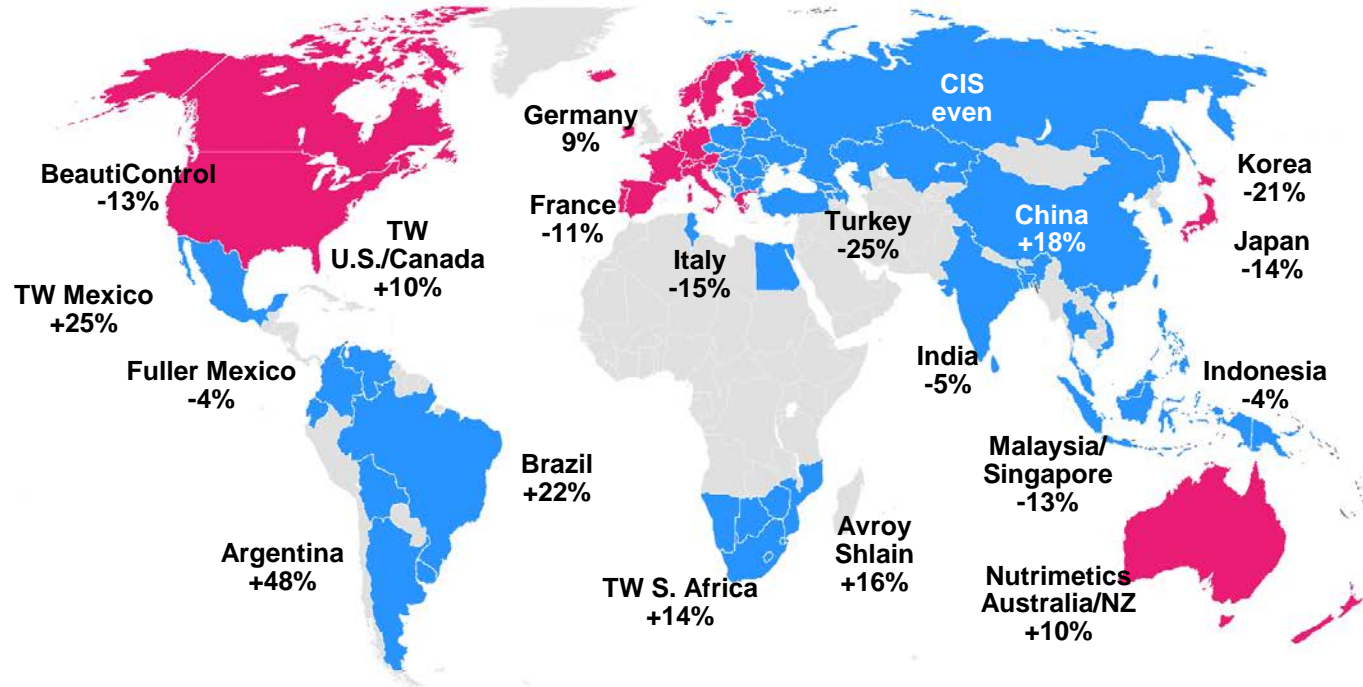 CIS
even
Germany
9%
Korea
-21%
BeautiControl
-13%
France
-11%
Turkey
-25%
China
+18%
TW
U.S./Canada
+10%
Japan
-14%
Italy
-15%
TW Mexico
+25%
India
-5%
Fuller Mexico
-4%
Indonesia
-4%
Malaysia/
Singapore
-13%
Brazil
+22%
Avroy
Shlain
+16%
Argentina
+48%
TW S. Africa
+14%
Nutrimetics
Australia/NZ
+10%